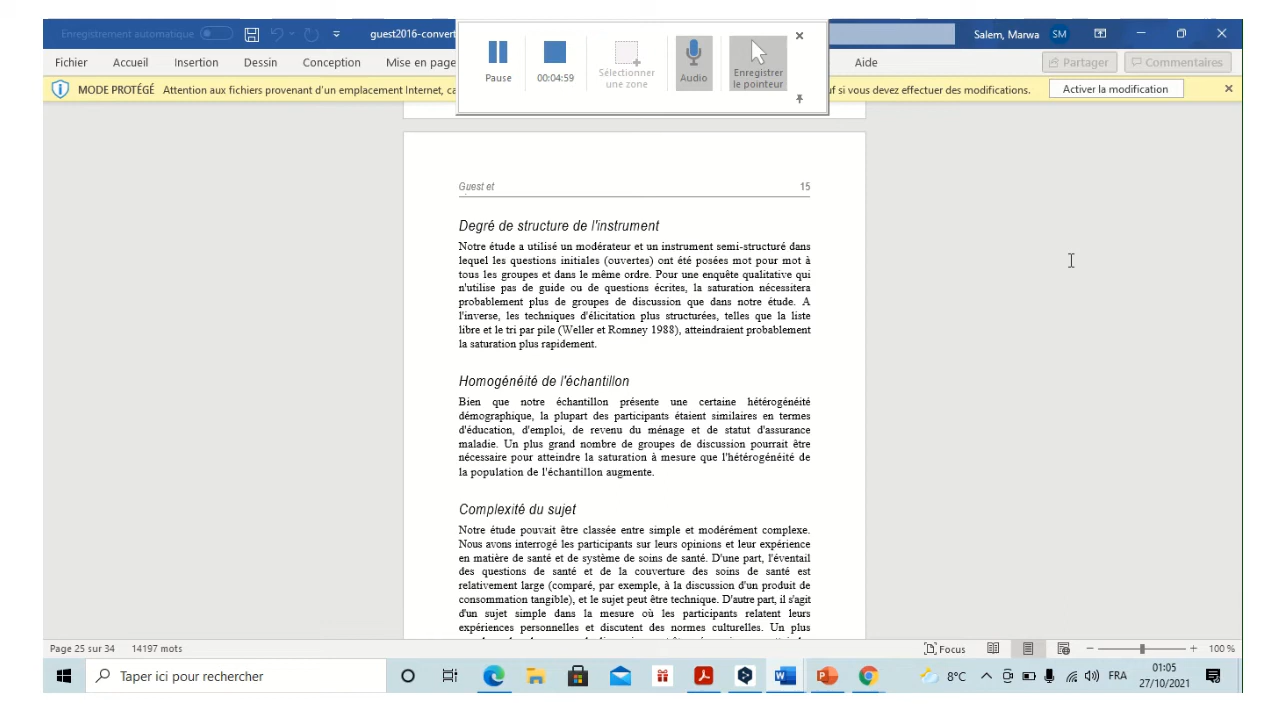 Enregistrement automatique
guest2016-convert
Salem, Marwa SM
Fichier Accueil Insertion Dessin Conception Mise en page
Aide
Partager Commentaires
Pause
00:04:59
Sélectionner
une zone
Audio
Enregistrer
le pointeur
MODE PROTÉGÉ Attention aux fichiers provenant d'un emplacement Internet, ca
uf si vous devez effectuer des modifications. Activer la modification
Guest et 15
Degré de structure de l'instrument
Notre étude a utilisé un modérateur et un instrument semi-structuré dans
lequel les questions initiales (ouvertes) ont été posées mot pour mot à
tous les groupes et dans le même ordre. Pour une enquête qualitative qui
n'utilise pas de guide ou de questions écrites, la saturation nécessitera
probablement plus de groupes de discussion que dans notre étude. A
l'inverse, les techniques d'élicitation plus structurées, telles que la liste
libre et le tri par pile (Weller et Romney 1988), atteindraient probablement
la saturation plus rapidement.
Homogénéité de l'échantillon
Bien que notre échantillon présente une certaine hétérogénéité
démographique, la plupart des participants étaient similaires en termes
d'éducation, d'emploi, de revenu du ménage et de statut d'assurance
maladie. Un plus grand nombre de groupes de discussion pourrait être
nécessaire pour atteindre la saturation à mesure que l'hétérogénéité de
la population de l'échantillon augmente.
Complexité du sujet
Notre étude pouvait être classée entre simple et modérément complexe.
Nous avons interrogé les participants sur leurs opinions et leur expérience
en matière de santé et de système de soins de santé. D'une part, l'éventail
des questions de santé et de la couverture des soins de santé est
relativement large (comparé, par exemple, à la discussion d'un produit de
consommation tangible), et le sujet peut être technique. D'autre part, il s'agit
d'un sujet simple dans la mesure où les participants relatent leurs
expériences personnelles et discutent des normes culturelles. Un plus
Page 25 sur 34 14197 mots
Focus
100 %
Taper ici pour rechercher
8°C
FRA
01:05
27/10/2021